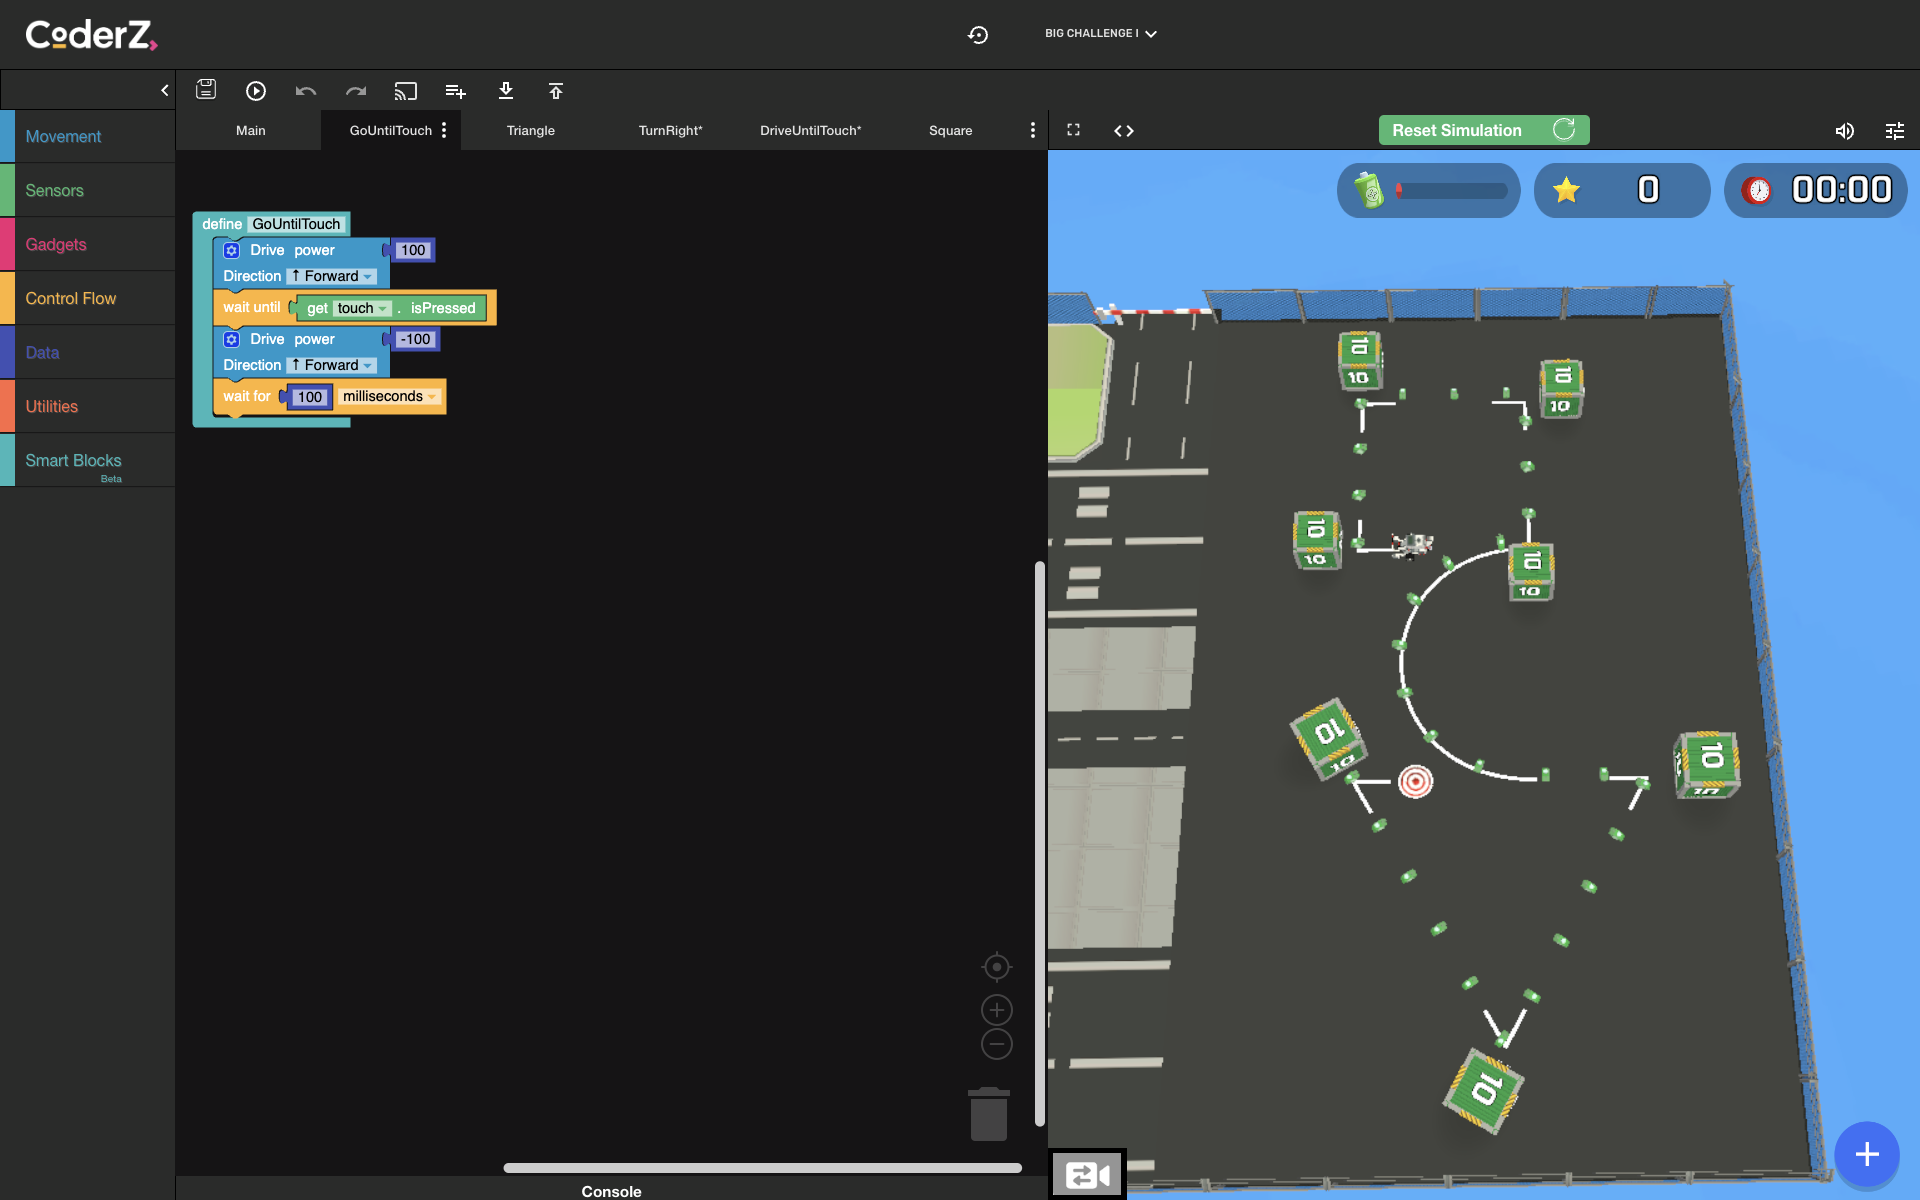 CoderZ
BIG CHALLENGE I
Main
GoUntilTouch
Triangle
TurnRight*
DriveUntilTouch*
Square
Reset Simulation
Movement
Sensors
Gadgets
Control Flow
Data
Utilities
Smart Blocks
Beta
0
00:00
define GoUntilTouch
Drive power 100
Direction ↑ Forward
wait until get touch . isPressed
Drive power -100
Direction ↑ Forward
wait for 100 milliseconds
10
10
10
10
10
10
10
10
10
10
10
10
10
Console